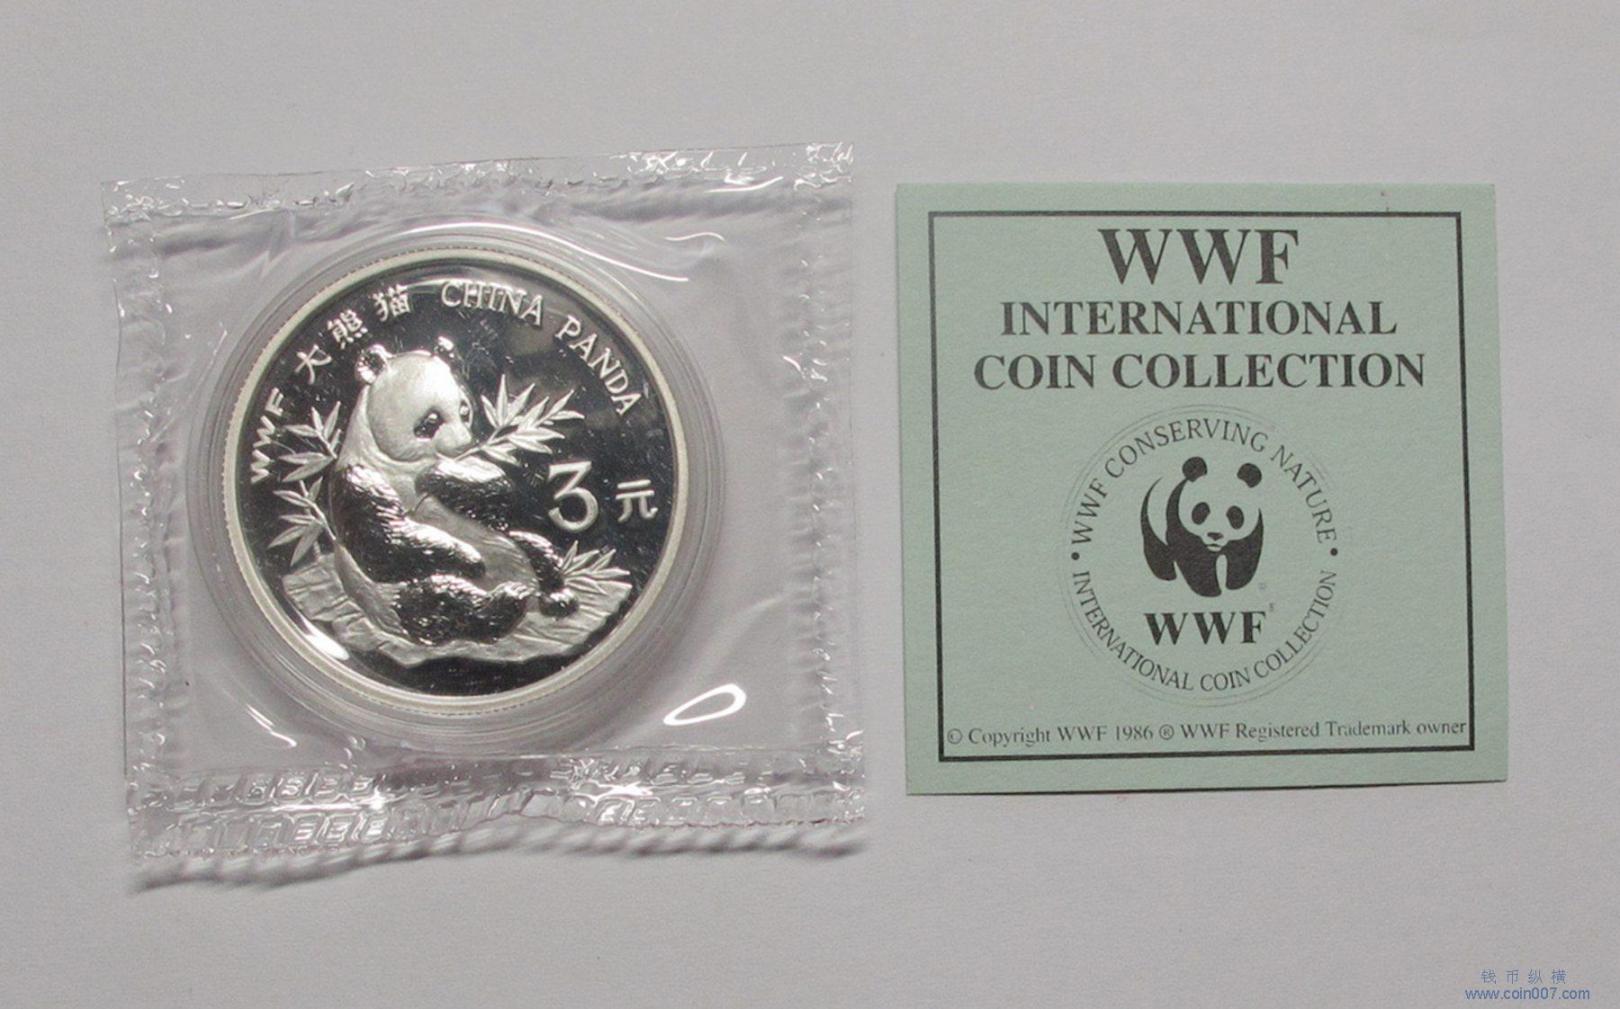 WWF 大熊猫 CHINA PANDA
3元
WWF
INTERNATIONAL
COIN COLLECTION
• WWF CONSERVING NATURE •
INTERNATIONAL COIN COLLECTION
WWF
© Copyright WWF 1986 ® WWF Registered Trademark owner
钱币纵横
www.coin007.com